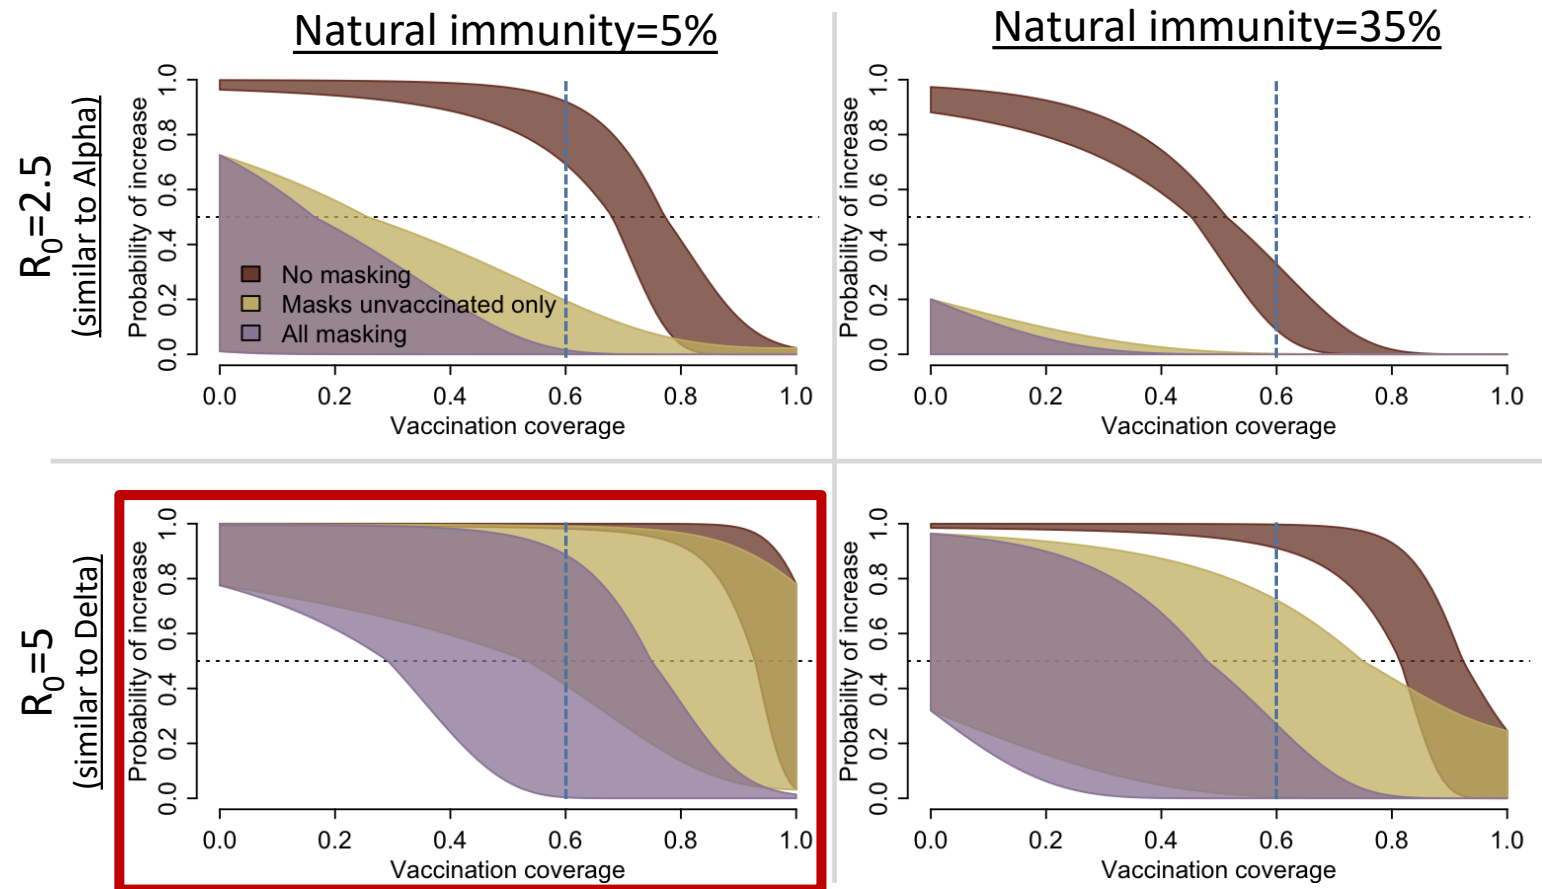 Natural immunity=5%
Natural immunity=35%
R0=2.5
(similar to Alpha)
Probability of increase
1.0
0.8
0.6
0.4
0.2
0.0
No masking
Masks unvaccinated only
All masking
0.0 0.2 0.4 0.6 0.8 1.0
Vaccination coverage
Probability of increase
1.0
0.8
0.6
0.4
0.2
0.0
0.0 0.2 0.4 0.6 0.8 1.0
Vaccination coverage
R0=5
(similar to Delta)
Probability of increase
1.0
0.8
0.6
0.4
0.2
0.0
0.0 0.2 0.4 0.6 0.8 1.0
Vaccination coverage
Probability of increase
1.0
0.8
0.6
0.4
0.2
0.0
0.0 0.2 0.4 0.6 0.8 1.0
Vaccination coverage